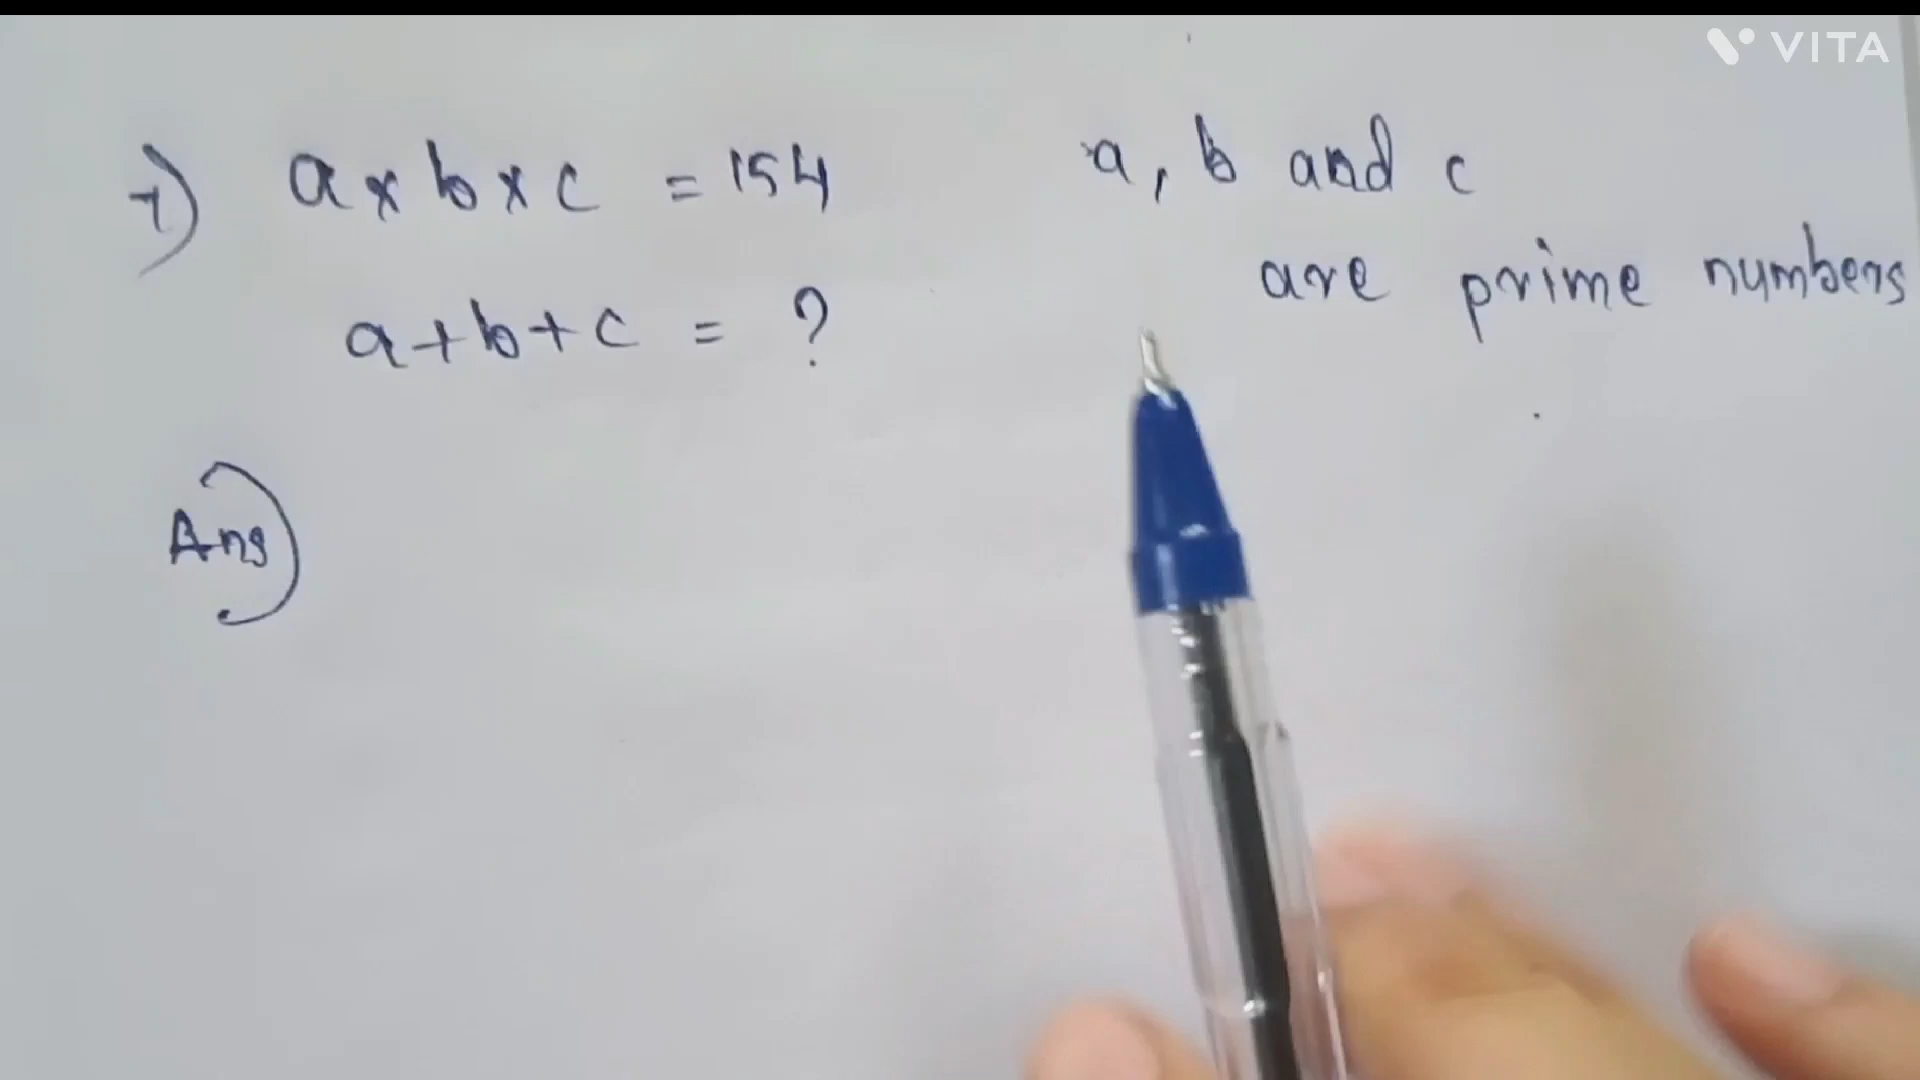 VITA
7) a × b × c = 154
a + b + c = ?
a, b and c
are prime numbers
Ans)